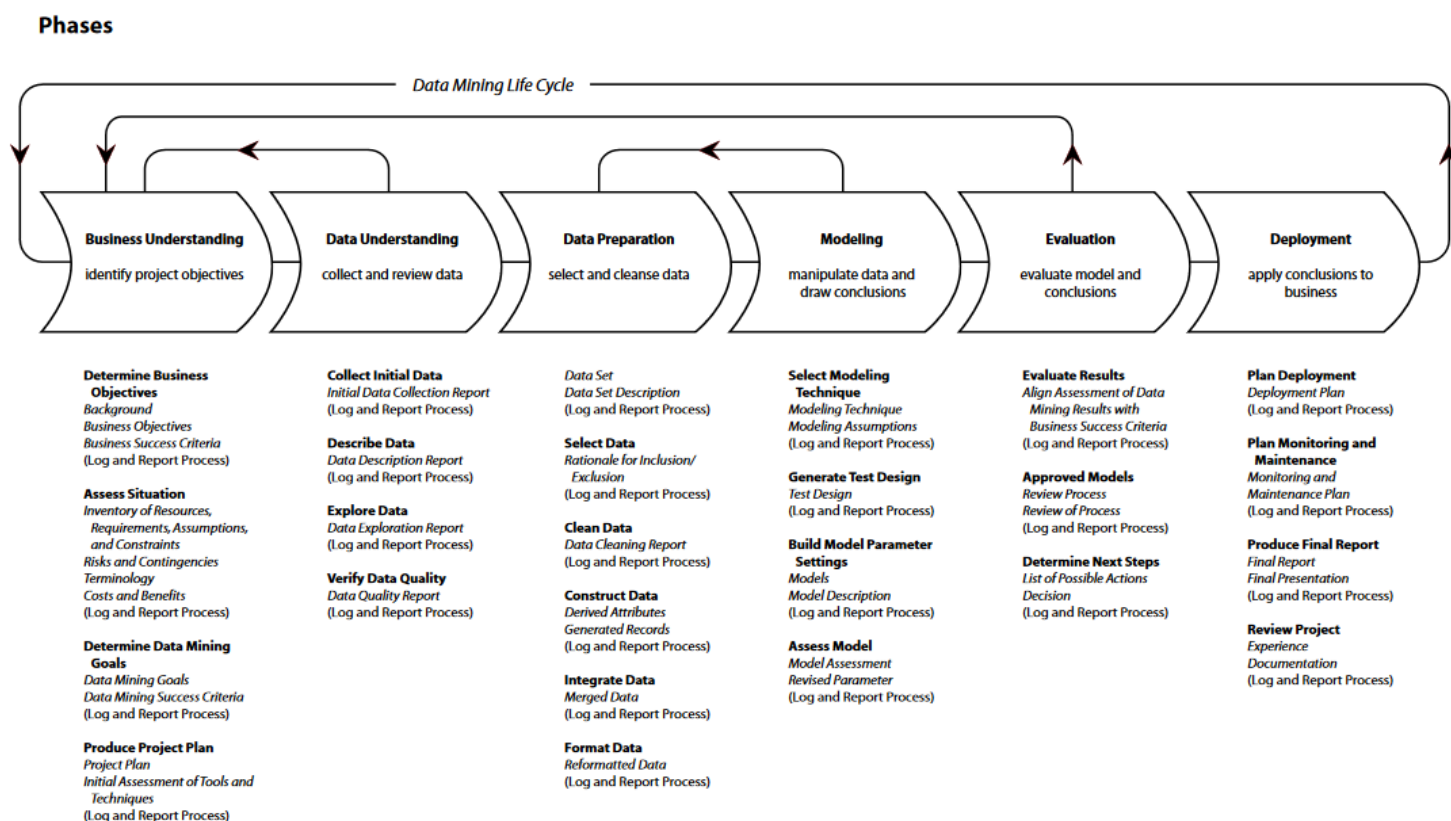 Phases
Data Mining Life Cycle
Business Understanding
identify project objectives
Data Understanding
collect and review data
Data Preparation
select and cleanse data
Modeling
manipulate data and
draw conclusions
Evaluation
evaluate model and
conclusions
Deployment
apply conclusions to
business
Determine Business
Objectives
Background
Business Objectives
Business Success Criteria
(Log and Report Process)
Assess Situation
Inventory of Resources,
Requirements, Assumptions,
and Constraints
Risks and Contingencies
Terminology
Costs and Benefits
(Log and Report Process)
Determine Data Mining
Goals
Data Mining Goals
Data Mining Success Criteria
(Log and Report Process)
Produce Project Plan
Project Plan
Initial Assessment of Tools and
Techniques
(Log and Report Process)
Collect Initial Data
Initial Data Collection Report
(Log and Report Process)
Describe Data
Data Description Report
(Log and Report Process)
Explore Data
Data Exploration Report
(Log and Report Process)
Verify Data Quality
Data Quality Report
(Log and Report Process)
Data Set
Data Set Description
(Log and Report Process)
Select Data
Rationale for Inclusion/
Exclusion
(Log and Report Process)
Clean Data
Data Cleaning Report
(Log and Report Process)
Construct Data
Derived Attributes
Generated Records
(Log and Report Process)
Integrate Data
Merged Data
(Log and Report Process)
Format Data
Reformatted Data
(Log and Report Process)
Select Modeling
Technique
Modeling Technique
Modeling Assumptions
(Log and Report Process)
Generate Test Design
Test Design
(Log and Report Process)
Build Model Parameter
Settings
Models
Model Description
(Log and Report Process)
Assess Model
Model Assessment
Revised Parameter
(Log and Report Process)
Evaluate Results
Align Assessment of Data
Mining Results with
Business Success Criteria
(Log and Report Process)
Approved Models
Review Process
Review of Process
(Log and Report Process)
Determine Next Steps
List of Possible Actions
Decision
(Log and Report Process)
Plan Deployment
Deployment Plan
(Log and Report Process)
Plan Monitoring and
Maintenance
Monitoring and
Maintenance Plan
(Log and Report Process)
Produce Final Report
Final Report
Final Presentation
(Log and Report Process)
Review Project
Experience
Documentation
(Log and Report Process)